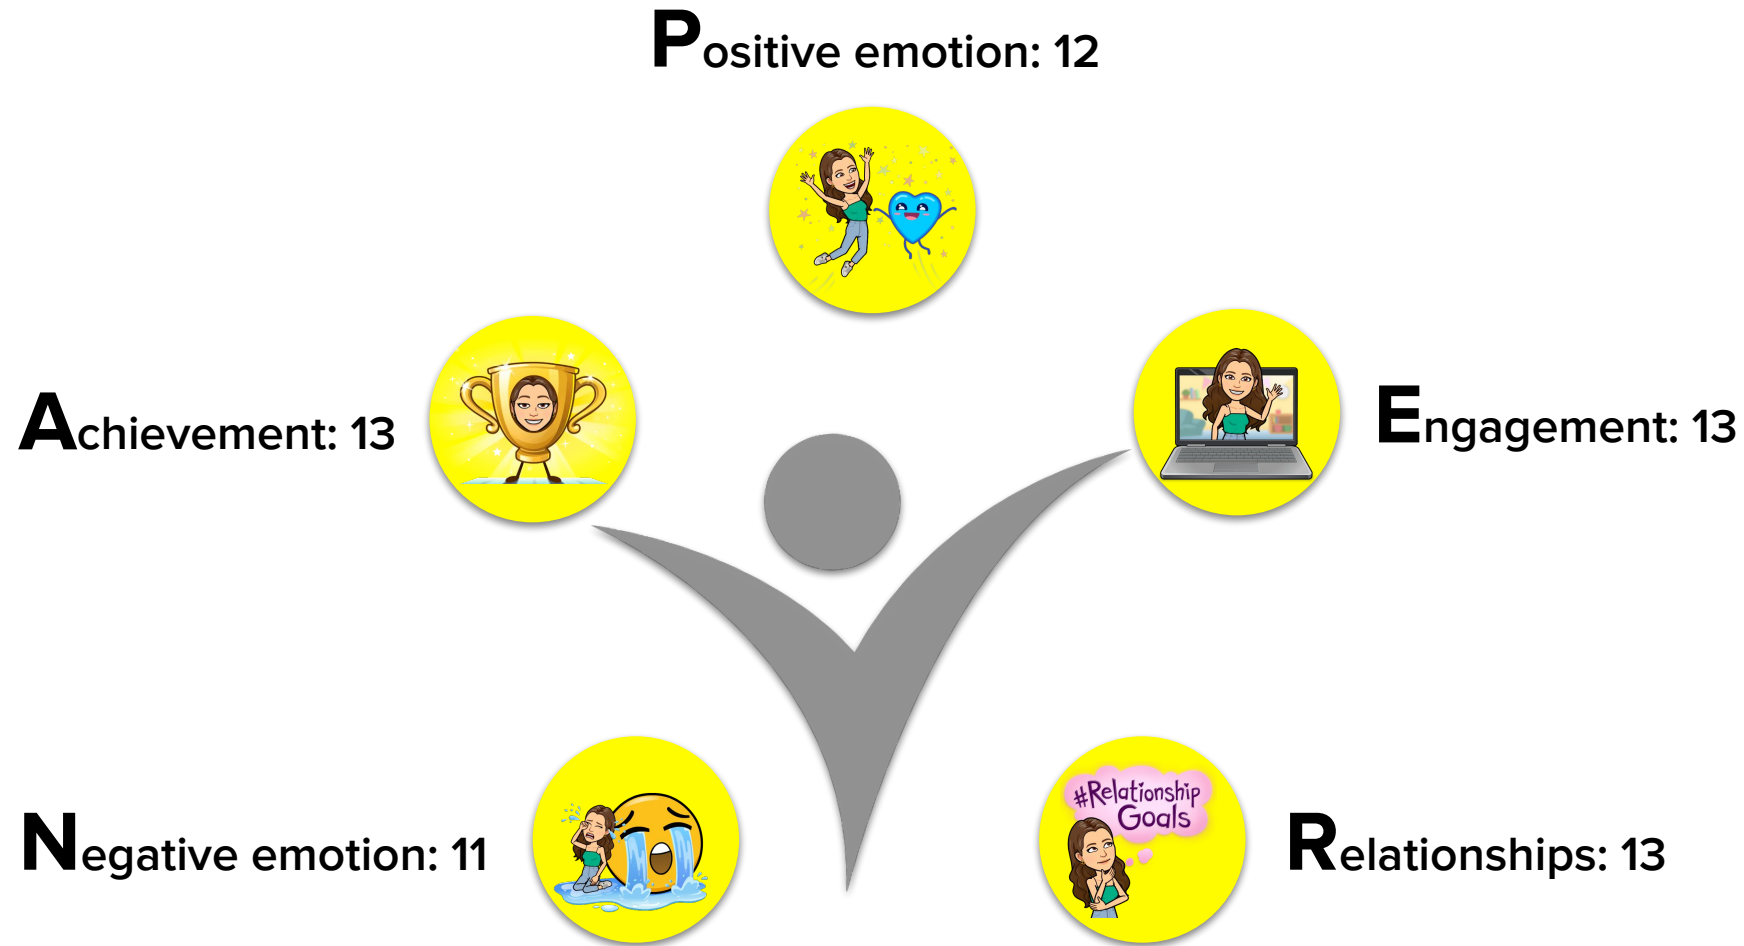 Positive emotion: 12
Achievement: 13
Engagement: 13
#Relationship
Goals
Negative emotion: 11
Relationships: 13